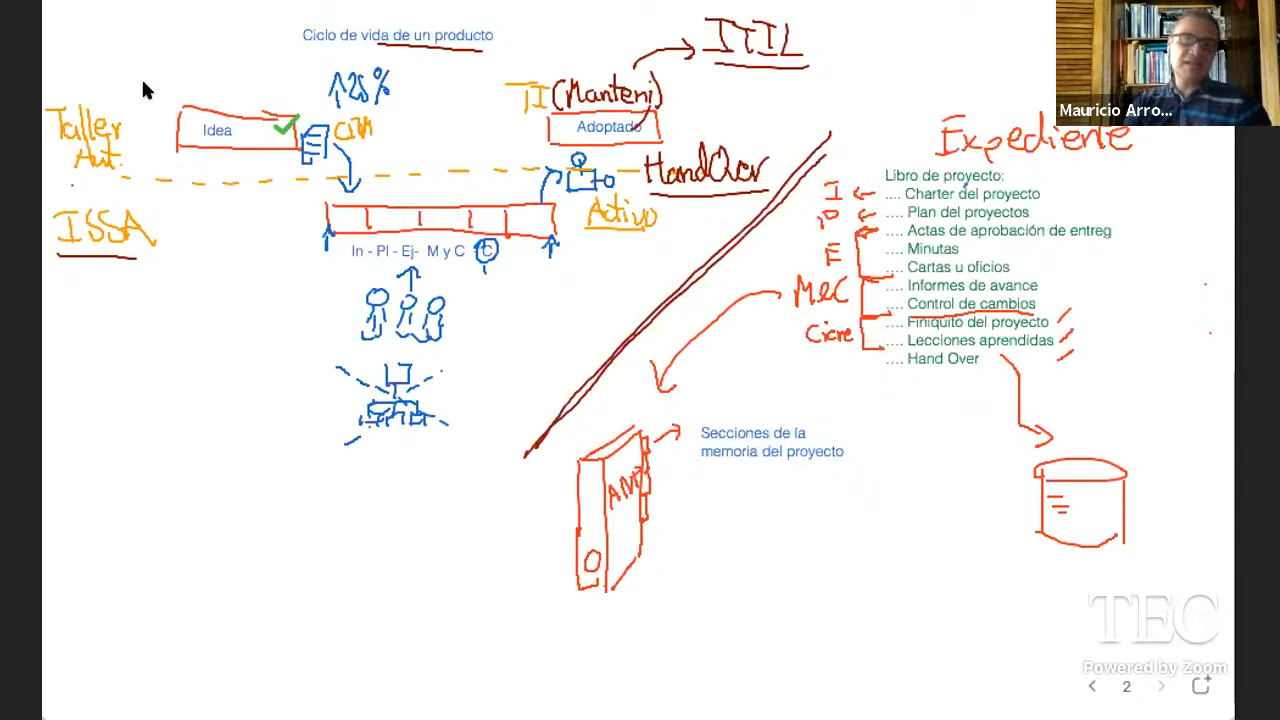 Ciclo de vida de un producto
ITIL
↑25%
TI (Manteni)
Taller
Aut.
Idea
Adoptado
Mauricio Arro...
Expediente
HandOver
Activo
ISSA
In - Pl - Ej- M y C - C
Libro de proyecto:
I
.... Charter del proyecto
P
.... Plan del proyectos
.... Actas de aprobación de entreg
E
.... Minutas
.... Cartas u oficios
MRC
.... Informes de avance
.... Control de cambios
Cierre
.... Finiquito del proyecto
.... Lecciones aprendidas
.... Hand Over
Secciones de la
memoria del proyecto
TEC
Powered by Zoom
2